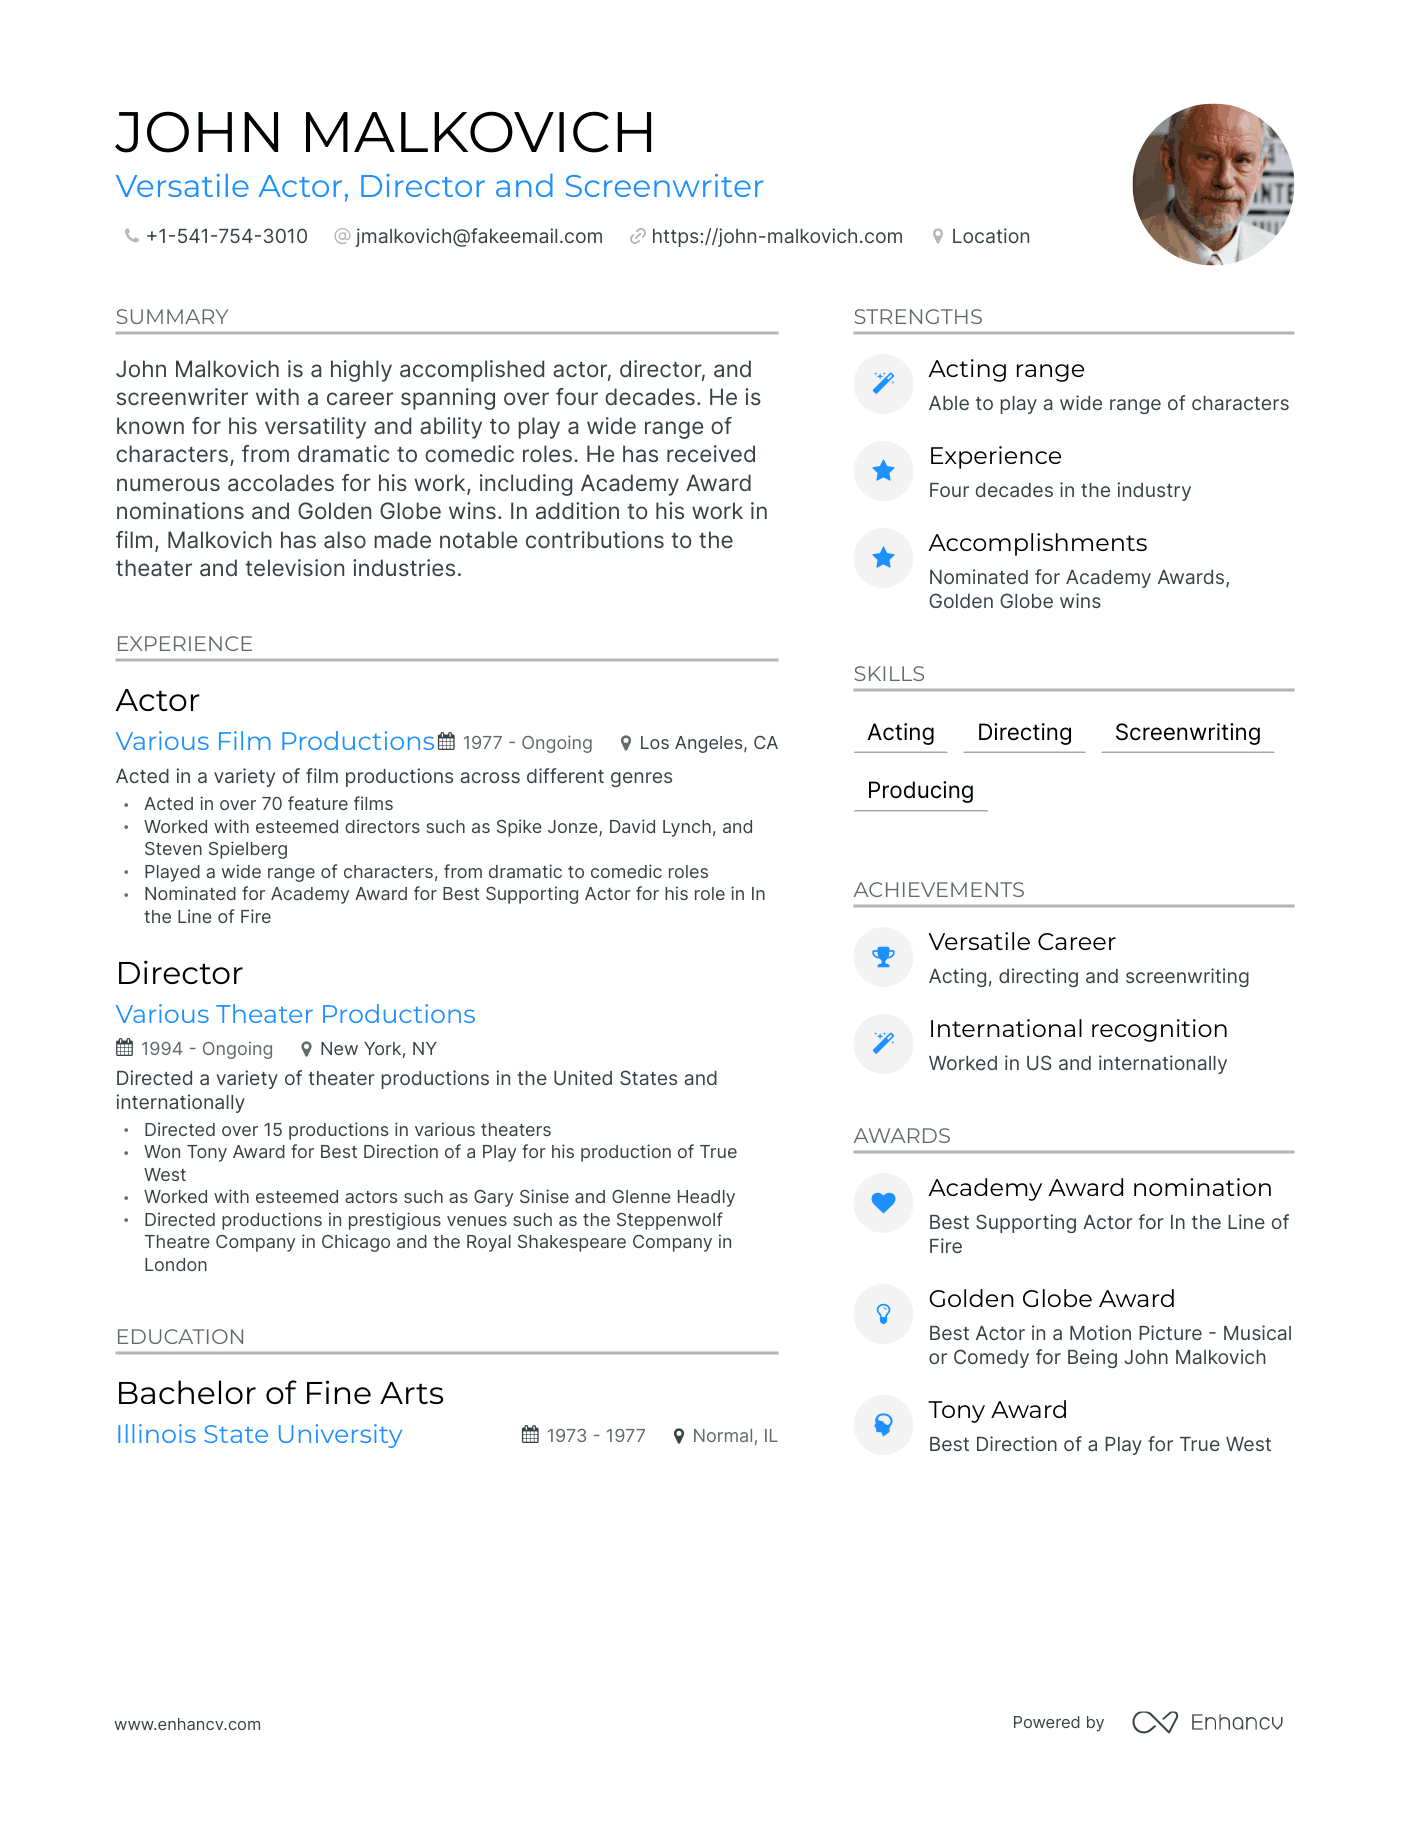 JOHN MALKOVICH
Versatile Actor, Director and Screenwriter
+1-541-754-3010 jmalkovich@fakeemail.com https://john-malkovich.com Location
SUMMARY
John Malkovich is a highly accomplished actor, director, and
screenwriter with a career spanning over four decades. He is
known for his versatility and ability to play a wide range of
characters, from dramatic to comedic roles. He has received
numerous accolades for his work, including Academy Award
nominations and Golden Globe wins. In addition to his work in
film, Malkovich has also made notable contributions to the
theater and television industries.
EXPERIENCE
Actor
Various Film Productions 1977 - Ongoing Los Angeles, CA
Acted in a variety of film productions across different genres
• Acted in over 70 feature films
• Worked with esteemed directors such as Spike Jonze, David Lynch, and
Steven Spielberg
• Played a wide range of characters, from dramatic to comedic roles
• Nominated for Academy Award for Best Supporting Actor for his role in In
the Line of Fire
Director
Various Theater Productions
1994 - Ongoing New York, NY
Directed a variety of theater productions in the United States and
internationally
• Directed over 15 productions in various theaters
• Won Tony Award for Best Direction of a Play for his production of True
West
• Worked with esteemed actors such as Gary Sinise and Glenne Headly
• Directed productions in prestigious venues such as the Steppenwolf
Theatre Company in Chicago and the Royal Shakespeare Company in
London
EDUCATION
Bachelor of Fine Arts
Illinois State University 1973 - 1977 Normal, IL
STRENGTHS
Acting range
Able to play a wide range of characters
Experience
Four decades in the industry
Accomplishments
Nominated for Academy Awards,
Golden Globe wins
SKILLS
Acting Directing Screenwriting
Producing
ACHIEVEMENTS
Versatile Career
Acting, directing and screenwriting
International recognition
Worked in US and internationally
AWARDS
Academy Award nomination
Best Supporting Actor for In the Line of
Fire
Golden Globe Award
Best Actor in a Motion Picture - Musical
or Comedy for Being John Malkovich
Tony Award
Best Direction of a Play for True West
www.enhancv.com
Powered by Enhancv